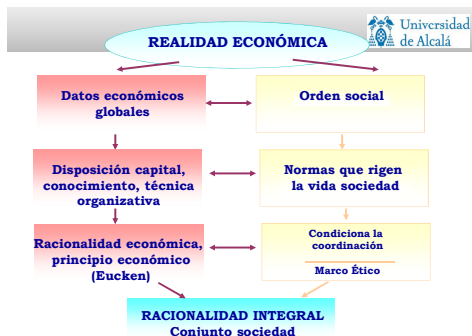 Universidad
de Alcalá
REALIDAD ECONÓMICA
Datos económicos
globales
Orden social
Disposición capital,
conocimiento, técnica
organizativa
Normas que rigen
la vida sociedad
Racionalidad económica,
principio económico
(Eucken)
Condiciona la
coordinación
Marco Ético
RACIONALIDAD INTEGRAL
Conjunto sociedad